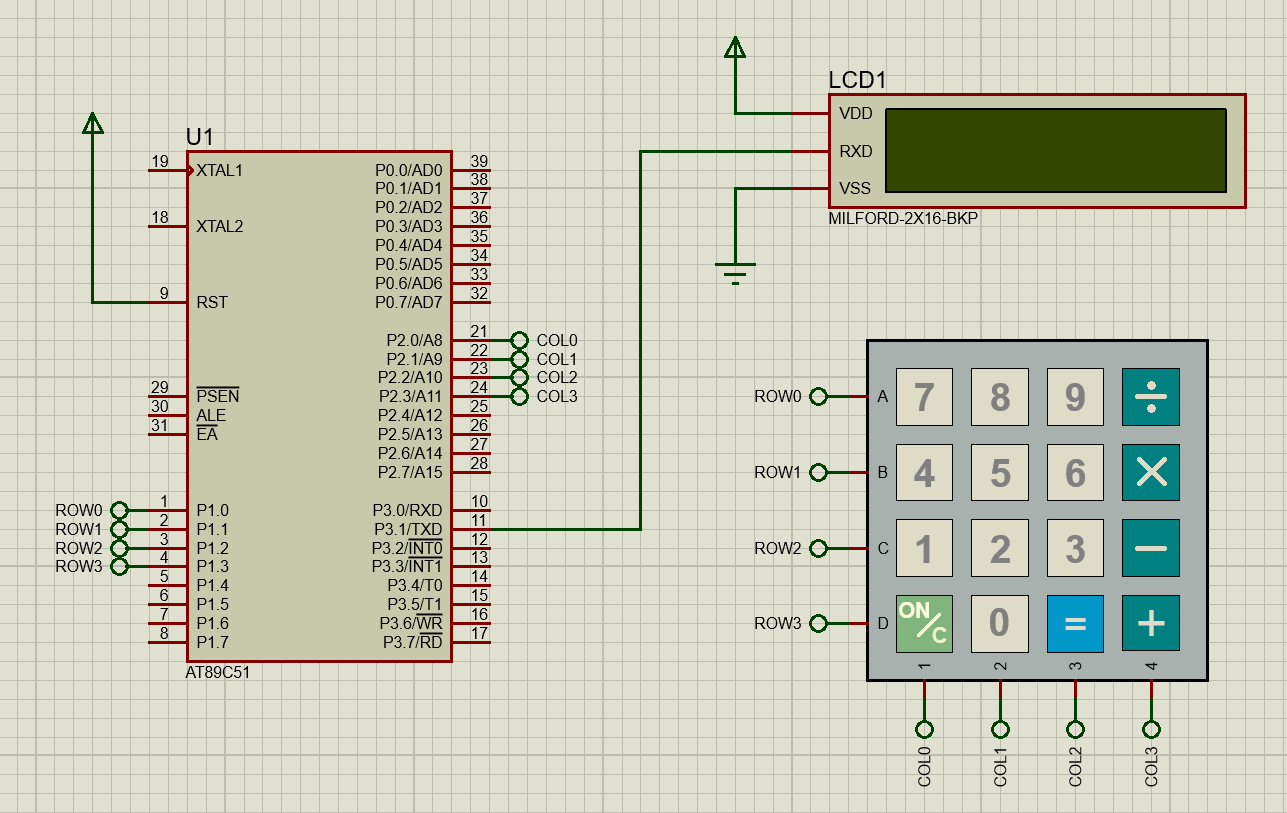 LCD1
VDD
RXD
VSS
MILFORD-2X16-BKP
U1
19 XTAL1
18 XTAL2
9 RST
29 PSEN
30 ALE
31 EA
ROW0 1 P1.0
ROW1 2 P1.1
ROW2 3 P1.2
ROW3 4 P1.3
5 P1.4
6 P1.5
7 P1.6
8 P1.7
P0.0/AD0 39
P0.1/AD1 38
P0.2/AD2 37
P0.3/AD3 36
P0.4/AD4 35
P0.5/AD5 34
P0.6/AD6 33
P0.7/AD7 32
P2.0/A8 21 COL0
P2.1/A9 22 COL1
P2.2/A10 23 COL2
P2.3/A11 24 COL3
P2.4/A12 25
P2.5/A13 26
P2.6/A14 27
P2.7/A15 28
P3.0/RXD 10
P3.1/TXD 11
P3.2/INT0 12
P3.3/INT1 13
P3.4/T0 14
P3.5/T1 15
P3.6/WR 16
P3.7/RD 17
AT89C51
ROW0 A 7 8 9 ÷
ROW1 B 4 5 6 ×
ROW2 C 1 2 3 −
ROW3 D ON/C 0 = +
1 2 3 4
COL0 COL1 COL2 COL3